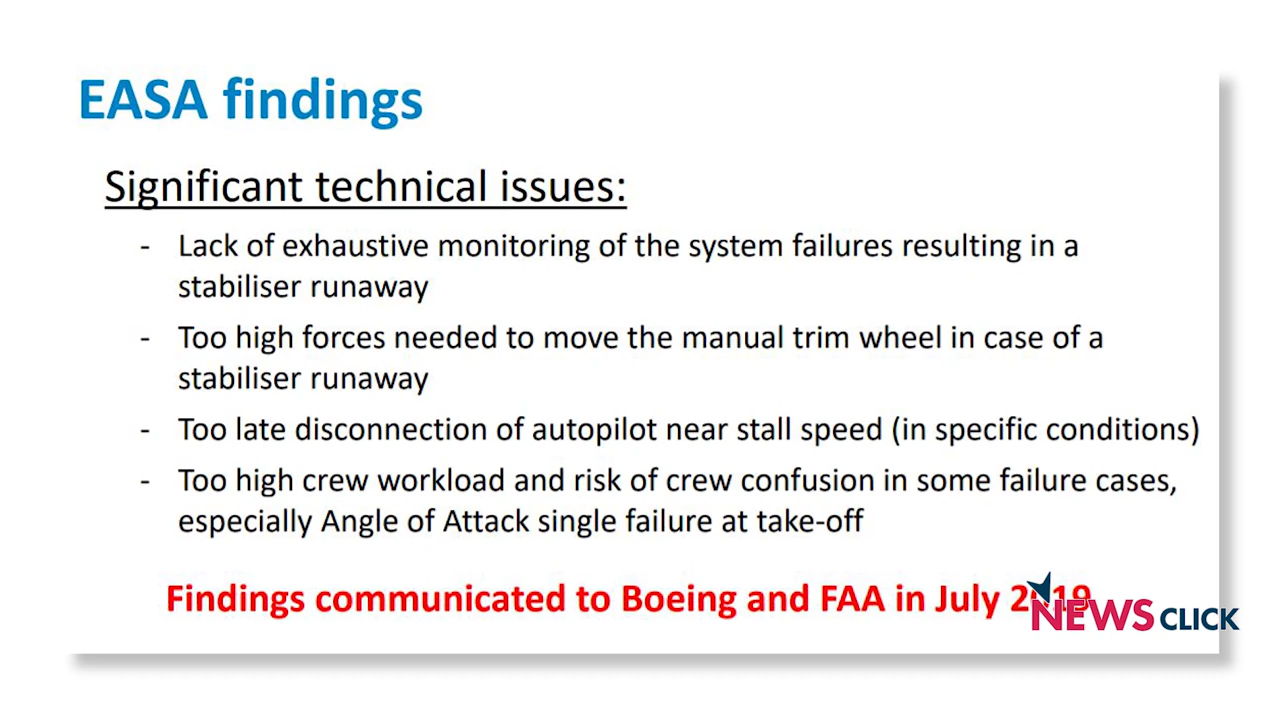 EASA findings
Significant technical issues:
- Lack of exhaustive monitoring of the system failures resulting in a
stabiliser runaway
- Too high forces needed to move the manual trim wheel in case of a
stabiliser runaway
- Too late disconnection of autopilot near stall speed (in specific conditions)
- Too high crew workload and risk of crew confusion in some failure cases,
especially Angle of Attack single failure at take-off
Findings communicated to Boeing and FAA in July 2019
NEWSCLICK